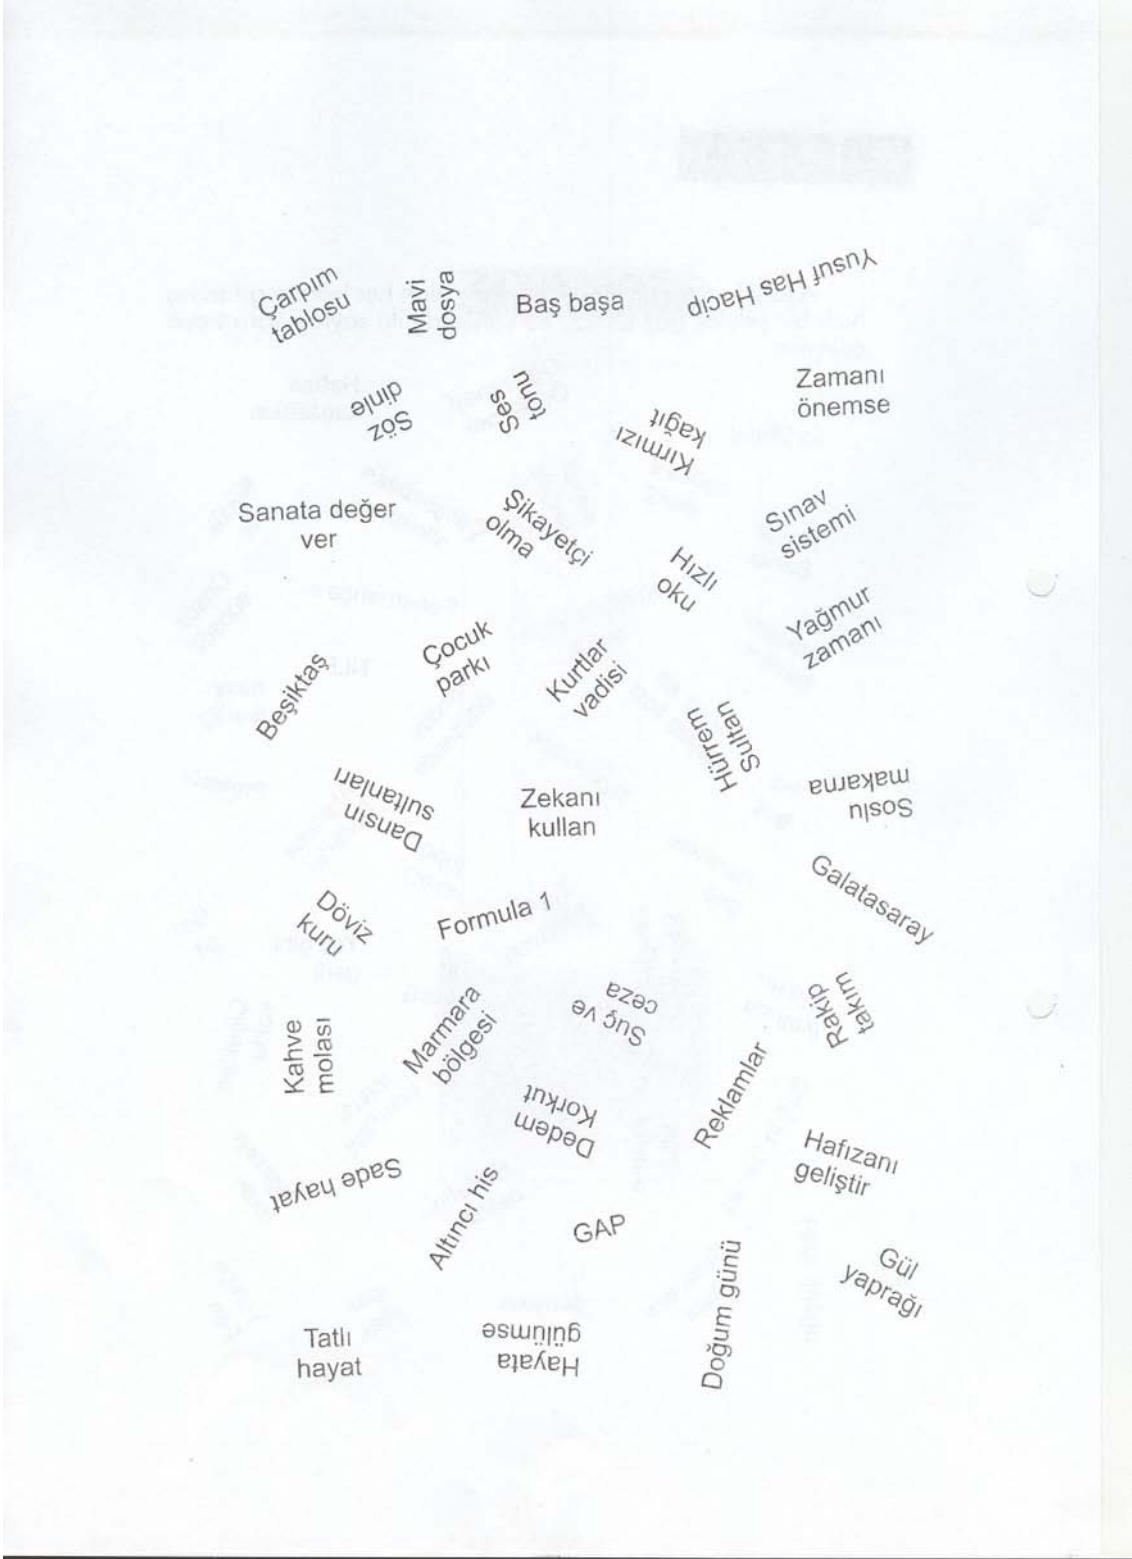 Çarpım
tablosu
Mavi
dosya
Baş başa
Yusuf Has Hacip
Söz
dinle
Ses
tonu
Kırmızı
kağıt
Zamanı
önemse
Sanata değer
ver
Şikayetçi
olma
Hızlı
oku
Sınav
sistemi
Beşiktaş
Çocuk
parkı
Kurtlar
vadisi
Yağmur
zamanı
Hürrem
Sultan
Dansın
sultanları
Zekanı
kullan
Soslu
makarna
Galatasaray
Döviz
kuru
Formula 1
Kahve
molası
Marmara
bölgesi
Suç ve
ceza
Rakip
takım
Dedem
Korkut
Reklamlar
Hafızanı
geliştir
Sade hayat
Altıncı his
GAP
Doğum günü
Gül
yaprağı
Tatlı
hayat
Hayata
gülümse